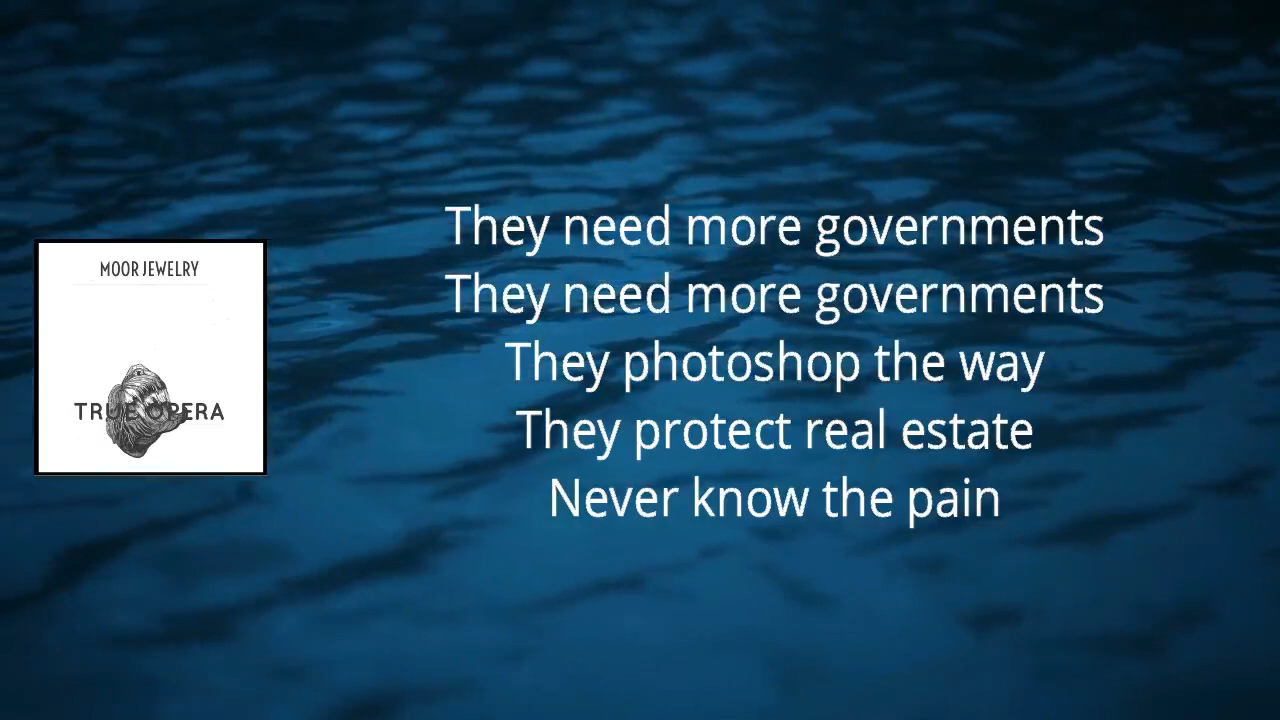 MOOR JEWELRY
TRUE OPERA
They need more governments
They need more governments
They photoshop the way
They protect real estate
Never know the pain